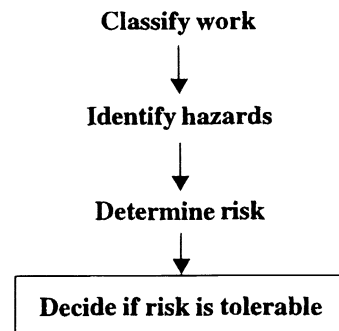 Classify work
Identify hazards
Determine risk
Decide if risk is tolerable